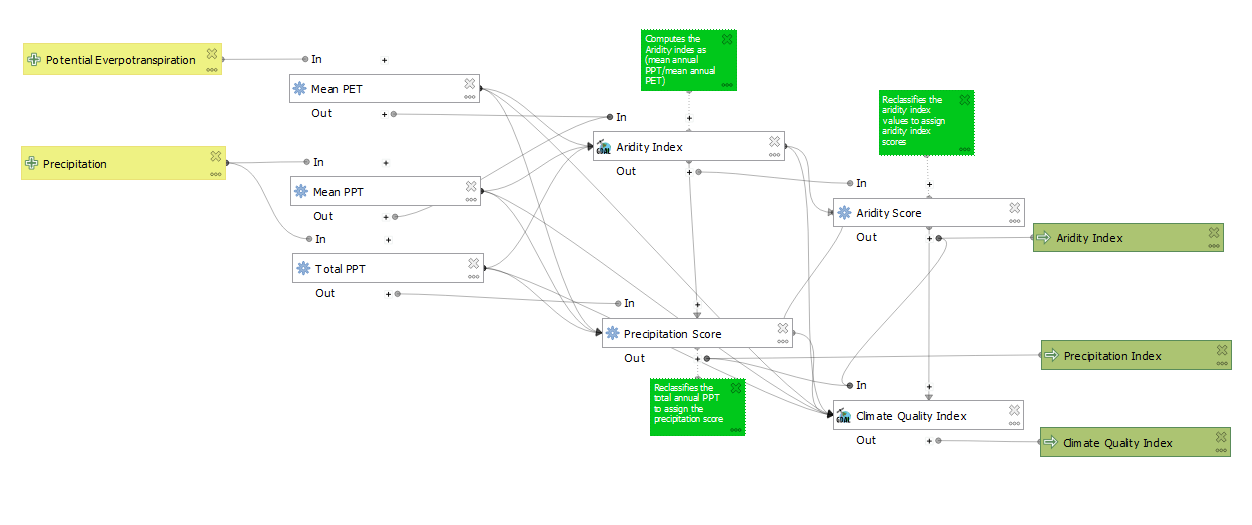 Potential Everpotranspiration
In
Mean PET
Out
Precipitation
In
Mean PPT
Out
In
Total PPT
Out
Computes the
Aridity indes as
(mean annual
PPT/mean annual
PET)
In
GDAL
Aridity Index
Out
Reclassifies the
aridity index
values to assign
aridity index
scores
In
Aridity Score
Out
Aridity Index
In
Precipitation Score
Out
Precipitation Index
Reclassifies the
total annual PPT
to assign the
precipitation score
In
GDAL
Climate Quality Index
Out
Climate Quality Index